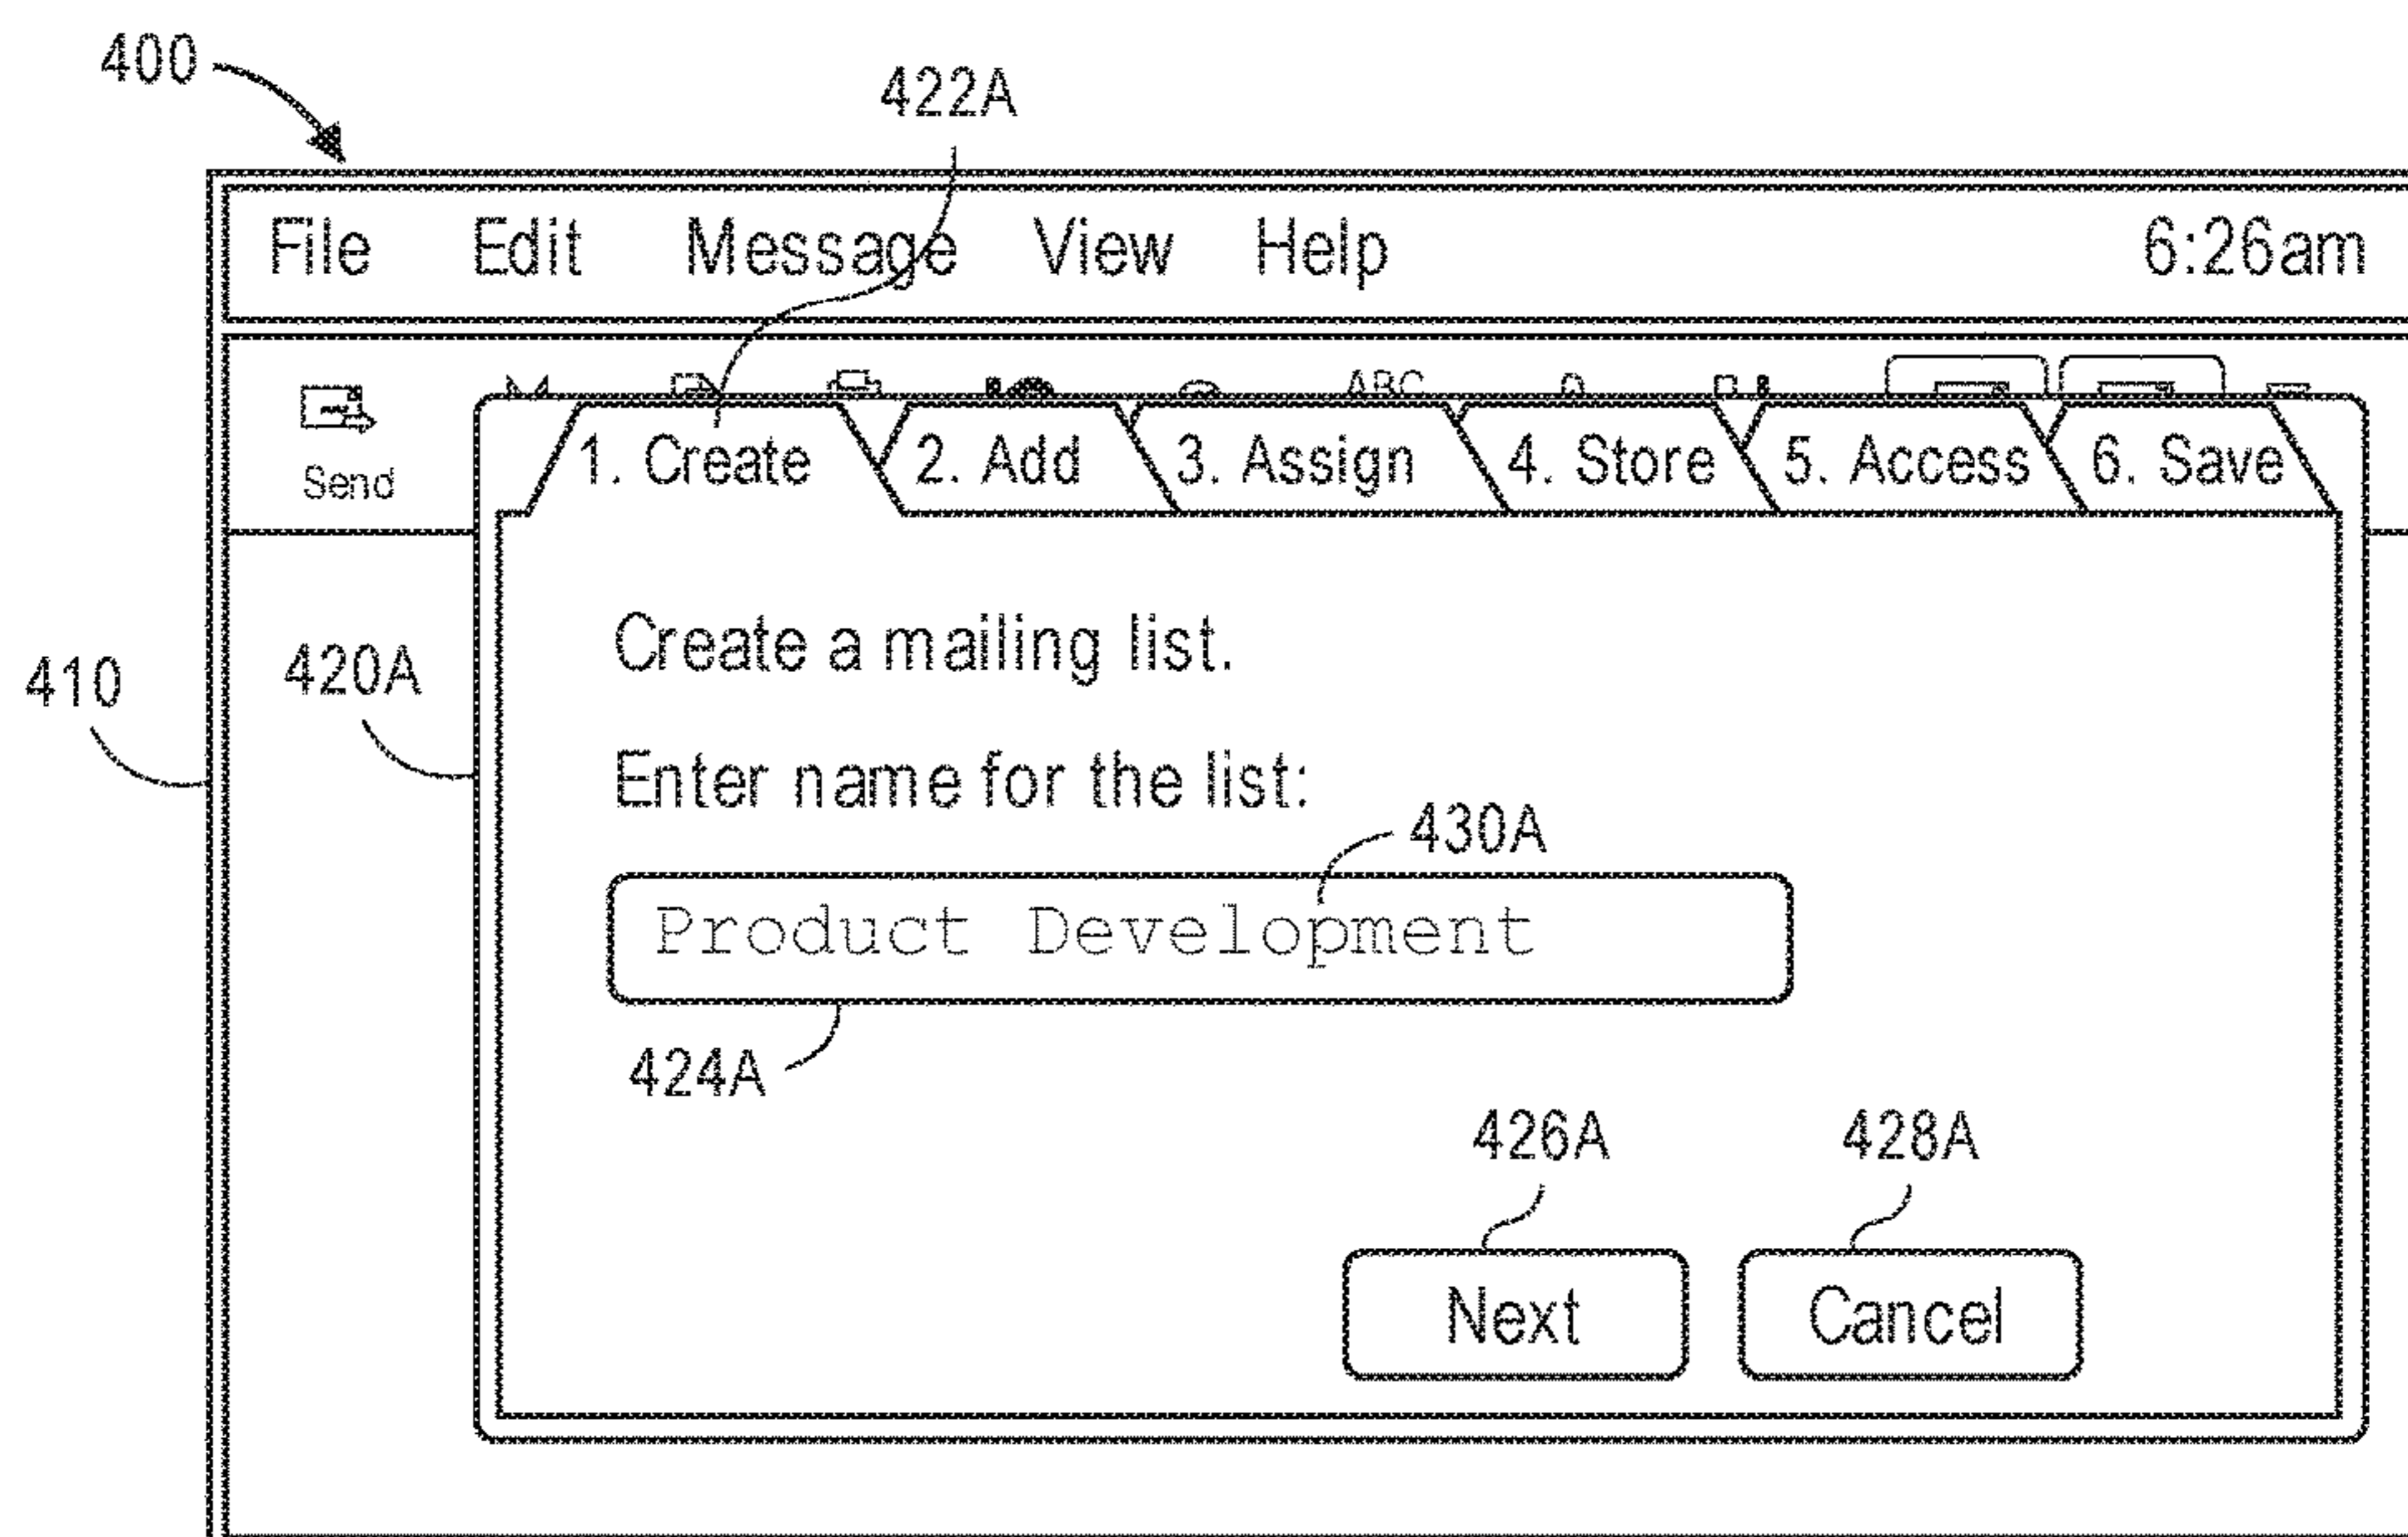 400
422A
File Edit Message View Help 6:26am
ABC
Send
1. Create 2. Add 3. Assign 4. Store 5. Access 6. Save
Create a mailing list.
410
420A
Enter name for the list:
430A
Product Development
424A
426A 428A
Next Cancel